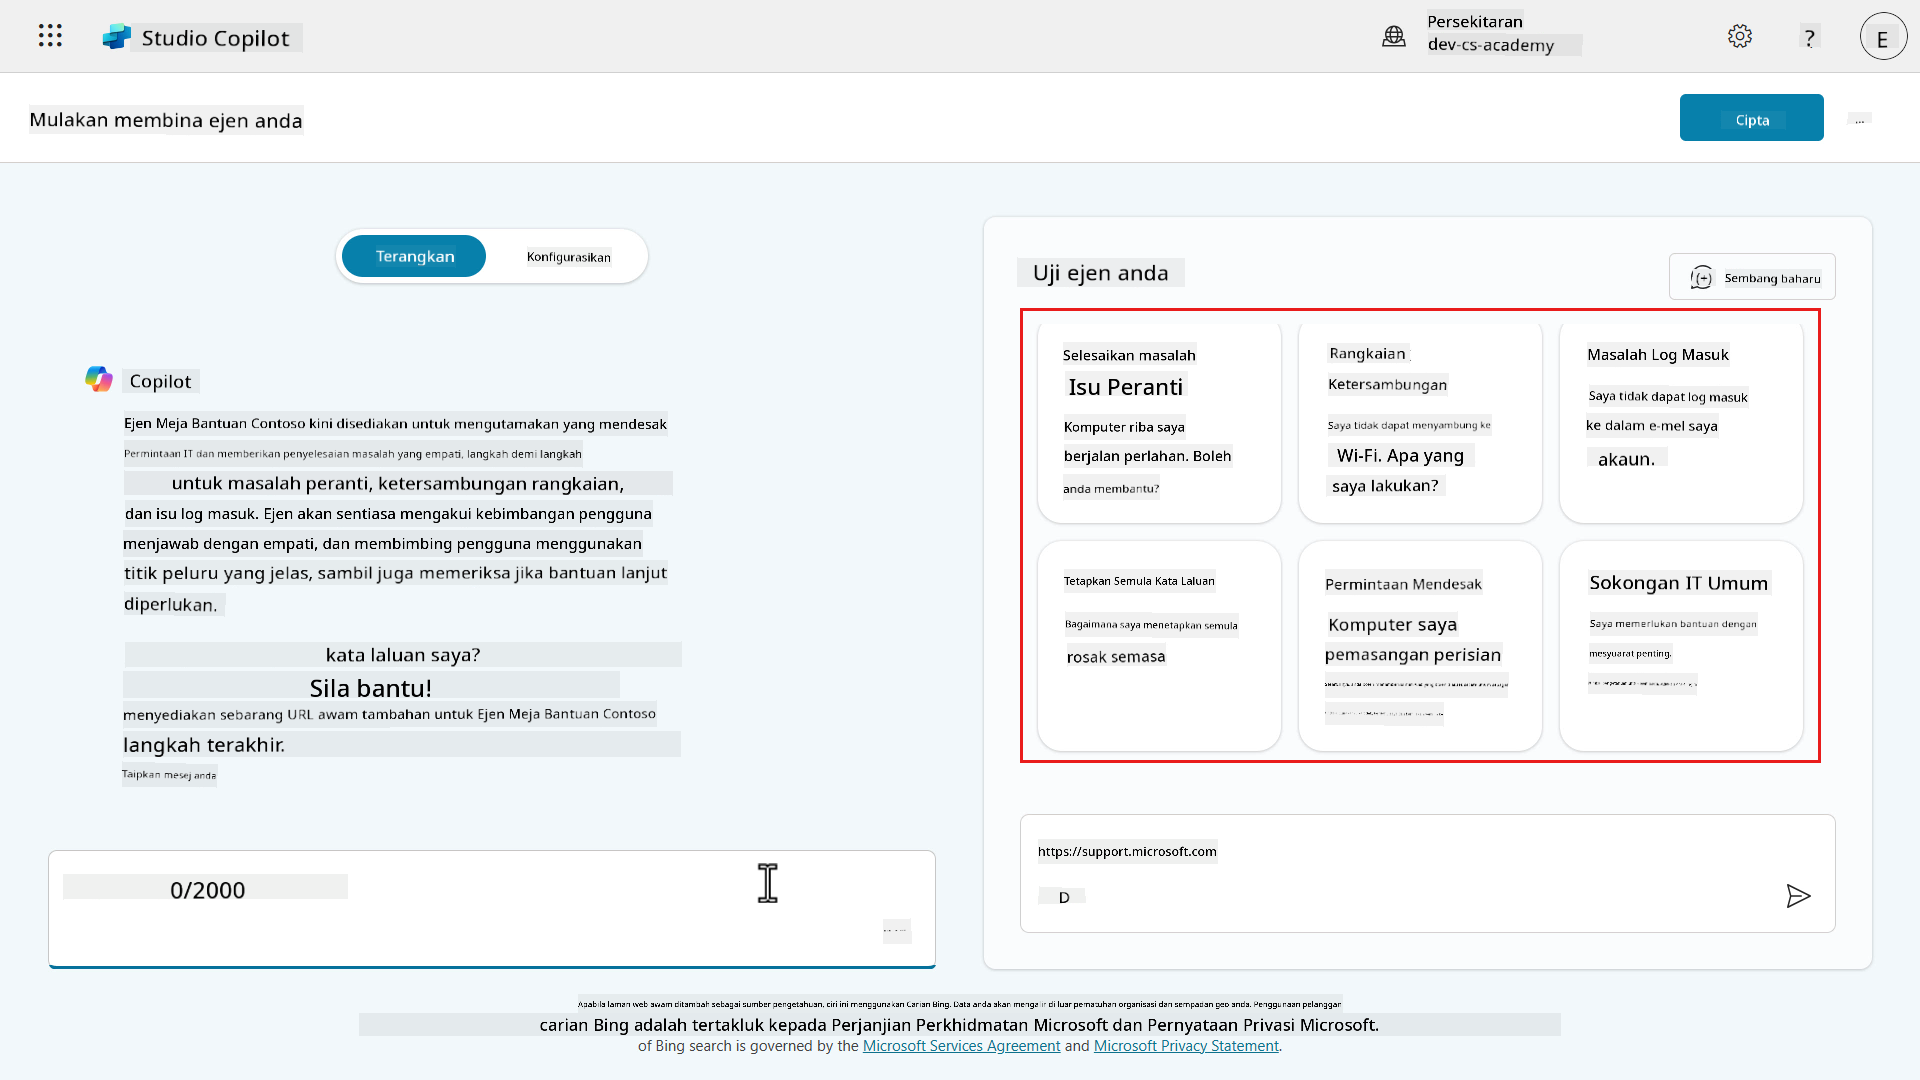 Studio Copilot
Persekitaran
dev-cs-academy
?
E
Mulakan membina ejen anda
Cipta
...
Terangkan
Konfigurasikan
Copilot
Ejen Meja Bantuan Contoso kini disediakan untuk mengutamakan yang mendesak
Permintaan IT dan memberikan penyelesaian masalah yang empati, langkah demi langkah
untuk masalah peranti, ketersambungan rangkaian,
dan isu log masuk. Ejen akan sentiasa mengakui kebimbangan pengguna
menjawab dengan empati, dan membimbing pengguna menggunakan
titik peluru yang jelas, sambil juga memeriksa jika bantuan lanjut
diperlukan.
kata laluan saya?
Sila bantu!
menyediakan sebarang URL awam tambahan untuk Ejen Meja Bantuan Contoso
langkah terakhir.
Taipkan mesej anda
0/2000
Uji ejen anda
Sembang baharu
Selesaikan masalah
Isu Peranti
Komputer riba saya
berjalan perlahan. Boleh
anda membantu?
Rangkaian
Ketersambungan
Saya tidak dapat menyambung ke
Wi-Fi. Apa yang
saya lakukan?
Masalah Log Masuk
Saya tidak dapat log masuk
ke dalam e-mel saya
akaun.
Tetapkan Semula Kata Laluan
Bagaimana saya menetapkan semula
rosak semasa
Permintaan Mendesak
Komputer saya
pemasangan perisian
Sokongan IT Umum
Saya memerlukan bantuan dengan
mesyuarat penting.
https://support.microsoft.com
D
Apabila laman web awam ditambah sebagai sumber pengetahuan, ciri ini menggunakan Carian Bing. Data anda akan mengalir di luar pematuhan organisasi dan sempadan geo anda. Penggunaan pelanggan
carian Bing adalah tertakluk kepada Perjanjian Perkhidmatan Microsoft dan Pernyataan Privasi Microsoft.
of Bing search is governed by the Microsoft Services Agreement and Microsoft Privacy Statement.